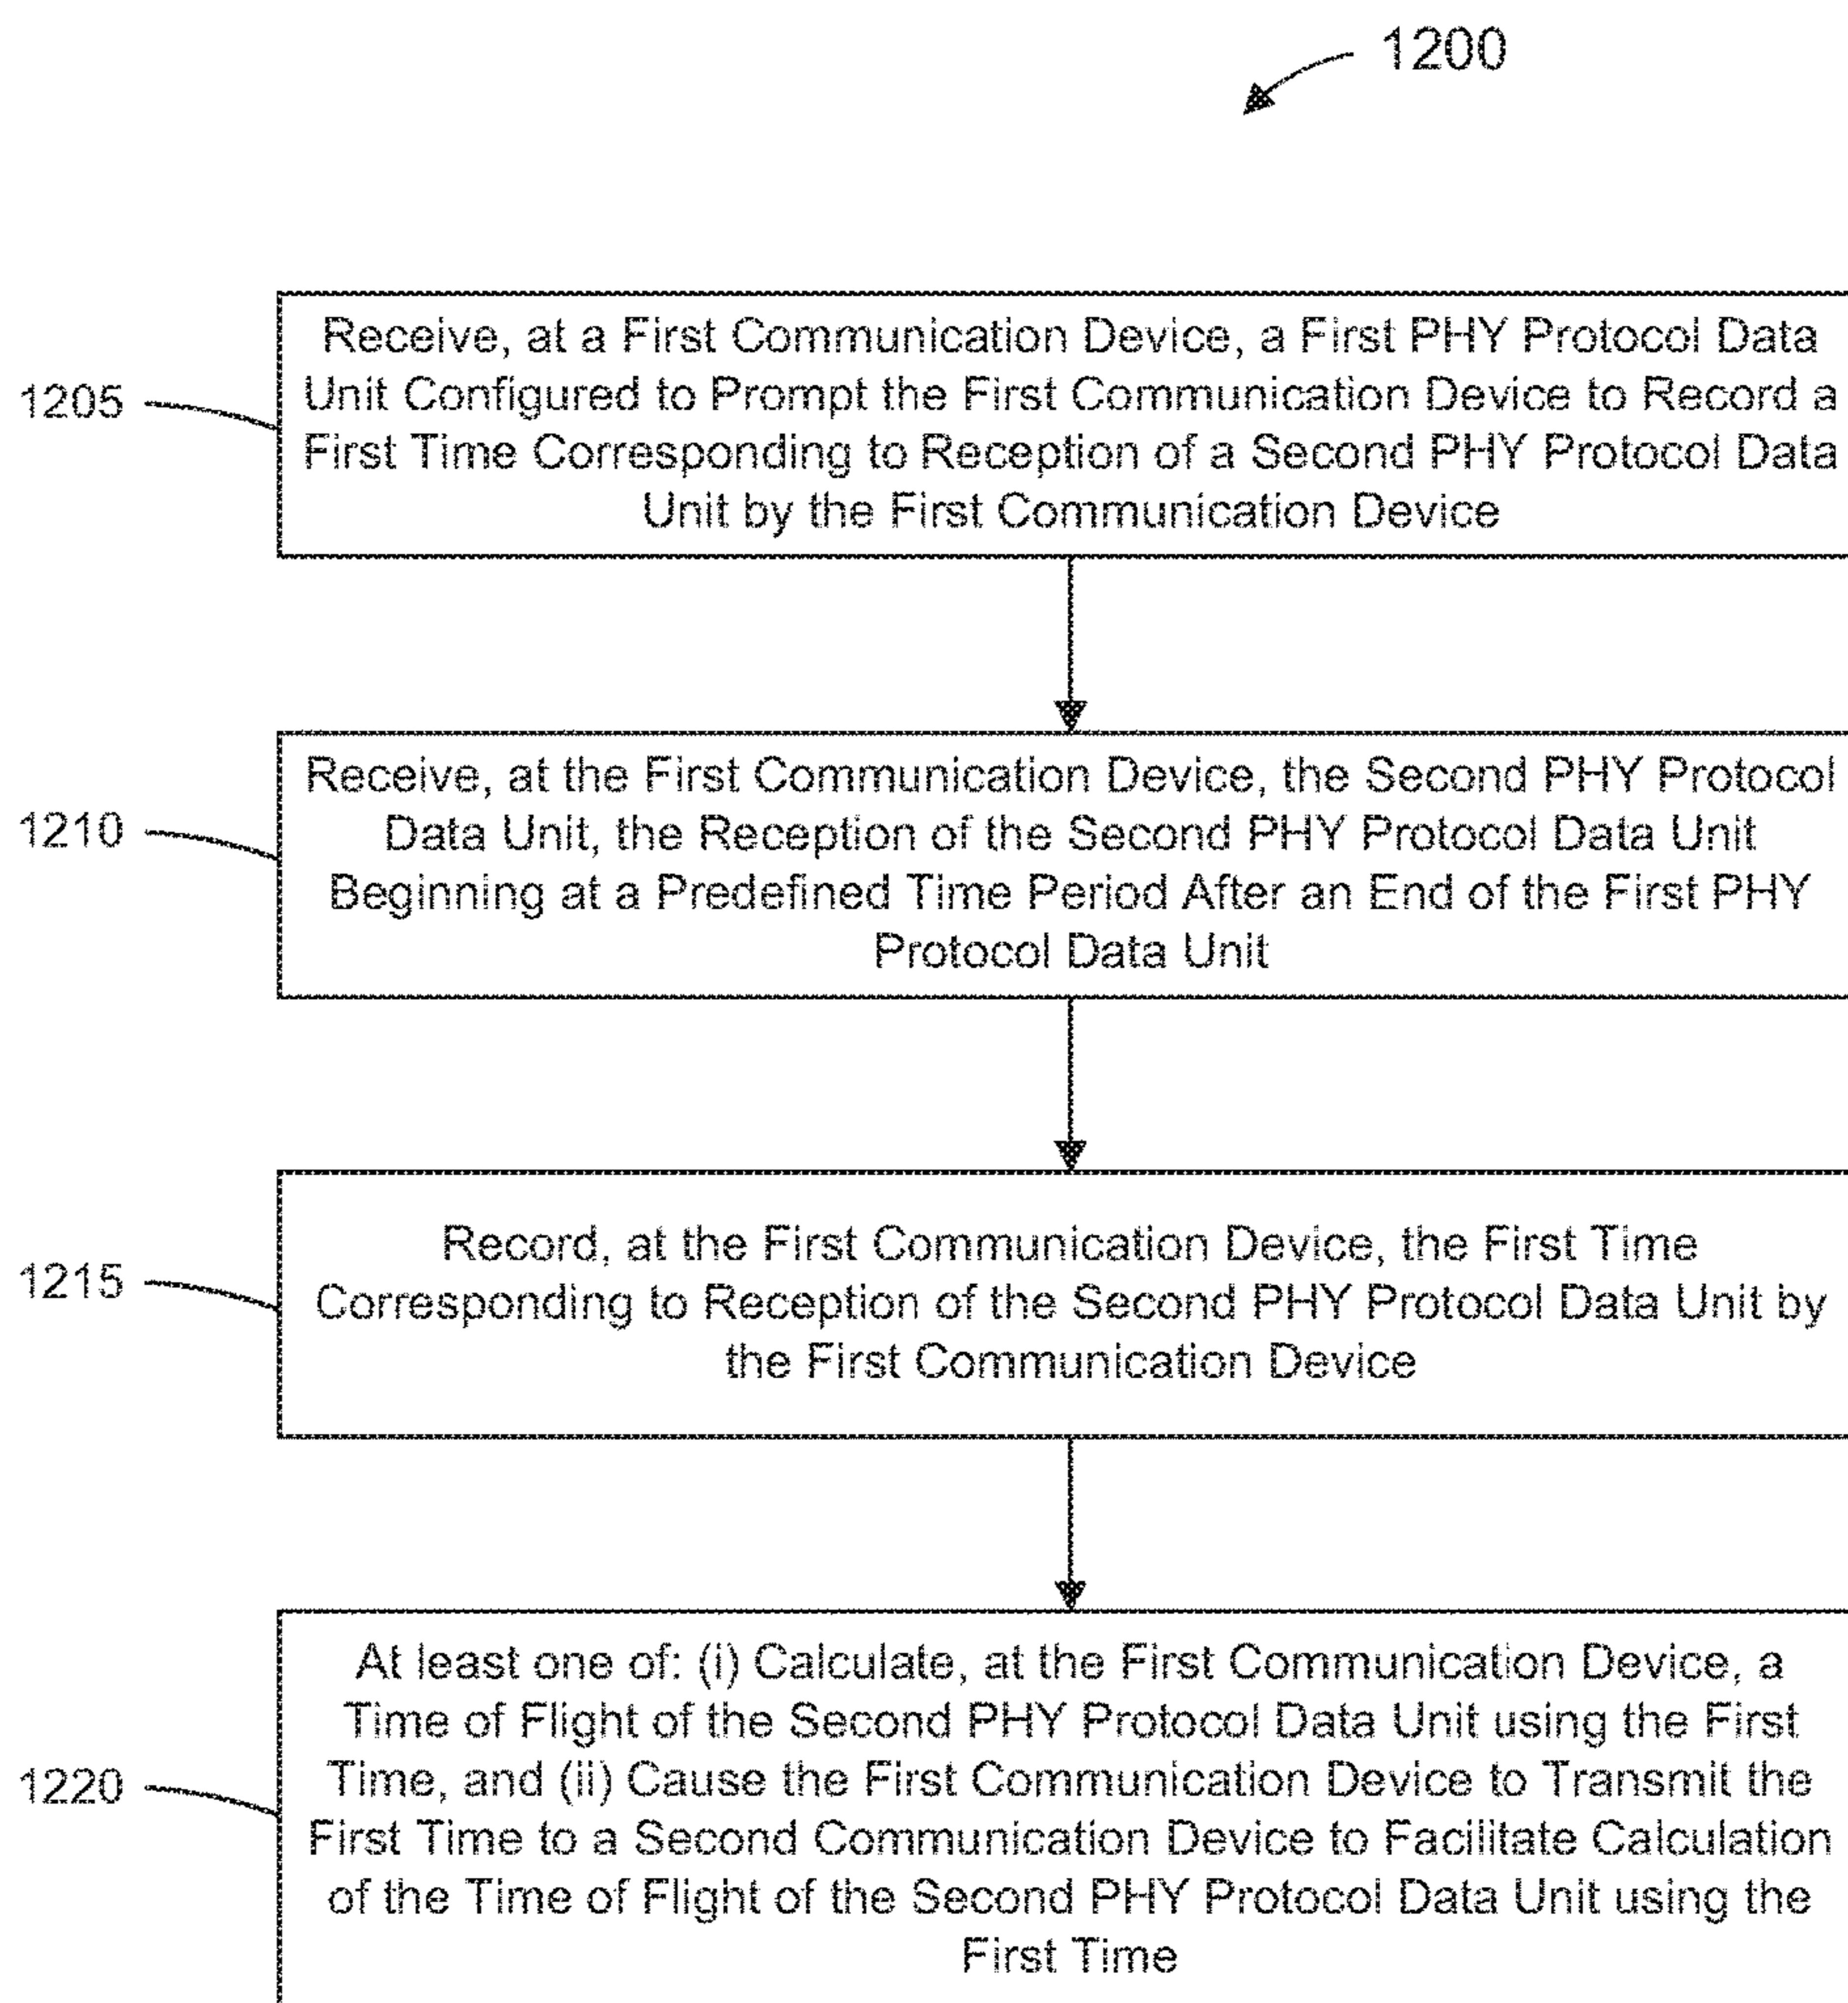 1200
1205
Receive, at a First Communication Device, a First PHY Protocol Data
Unit Configured to Prompt the First Communication Device to Record a
First Time Corresponding to Reception of a Second PHY Protocol Data
Unit by the First Communication Device
1210
Receive, at the First Communication Device, the Second PHY Protocol
Data Unit, the Reception of the Second PHY Protocol Data Unit
Beginning at a Predefined Time Period After an End of the First PHY
Protocol Data Unit
1215
Record, at the First Communication Device, the First Time
Corresponding to Reception of the Second PHY Protocol Data Unit by
the First Communication Device
1220
At least one of: (i) Calculate, at the First Communication Device, a
Time of Flight of the Second PHY Protocol Data Unit using the First
Time, and (ii) Cause the First Communication Device to Transmit the
First Time to a Second Communication Device to Facilitate Calculation
of the Time of Flight of the Second PHY Protocol Data Unit using the
First Time